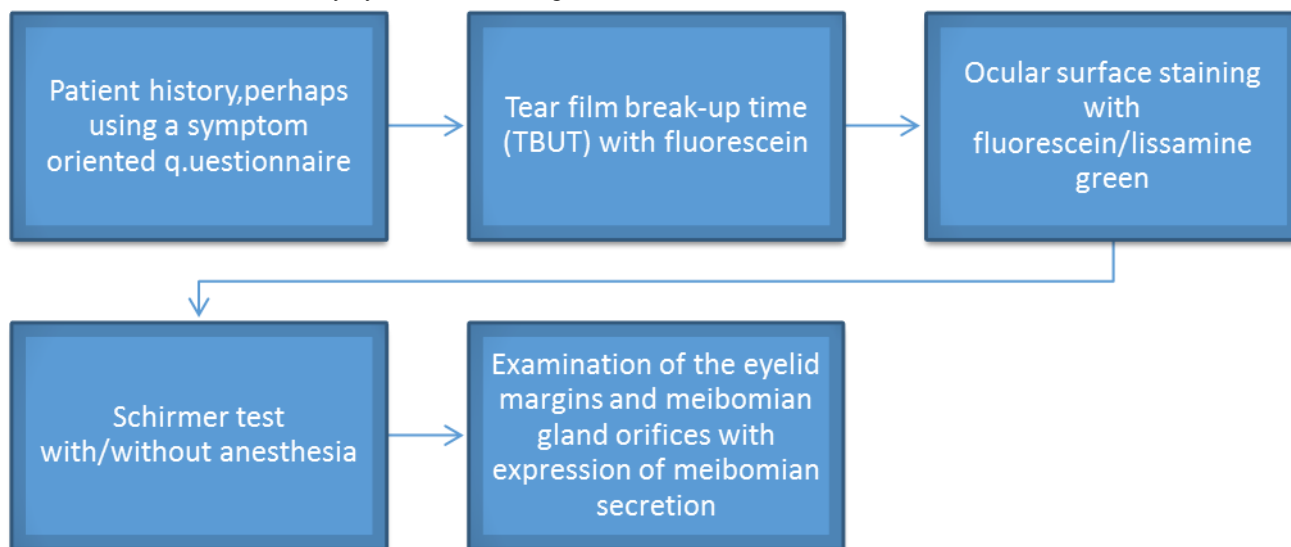 Patient history,perhaps
using a symptom
oriented q.uestionnaire
Tear film break-up time
(TBUT) with fluorescein
Ocular surface staining
with
fluorescein/lissamine
green
Schirmer test
with/without anesthesia
Examination of the eyelid
margins and meibomian
gland orifices with
expression of meibomian
secretion